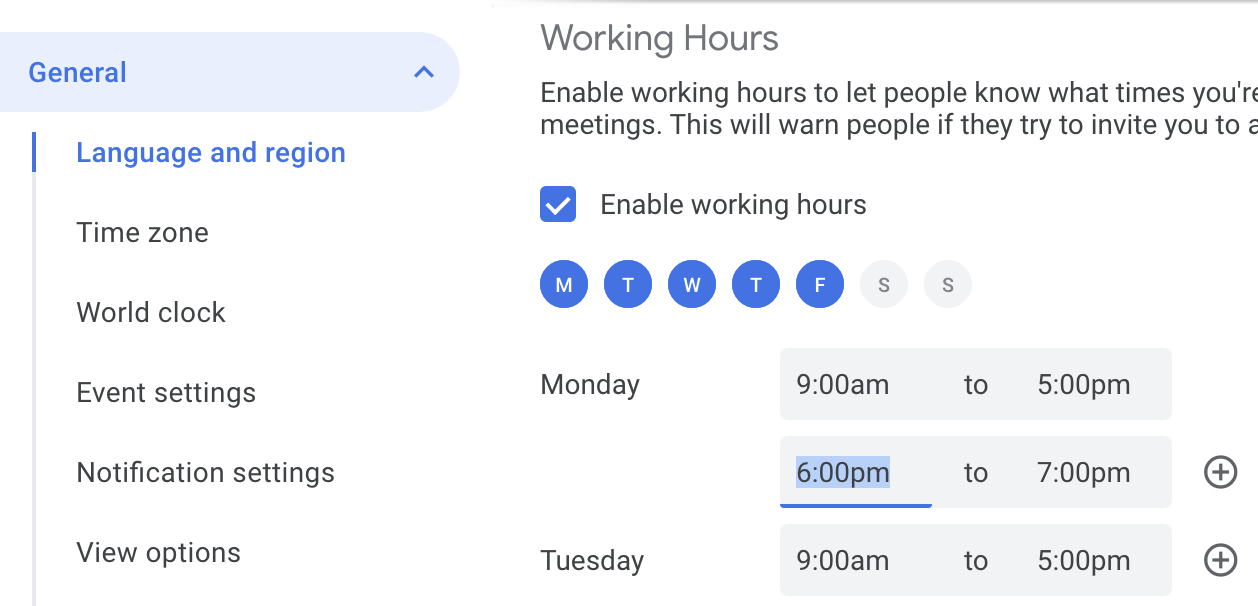 General
Language and region
Time zone
World clock
Event settings
Notification settings
View options
Working Hours
Enable working hours to let people know what times you're
meetings. This will warn people if they try to invite you to a
Enable working hours
M T W T F S S
Monday 9:00am to 5:00pm
6:00pm to 7:00pm
Tuesday 9:00am to 5:00pm